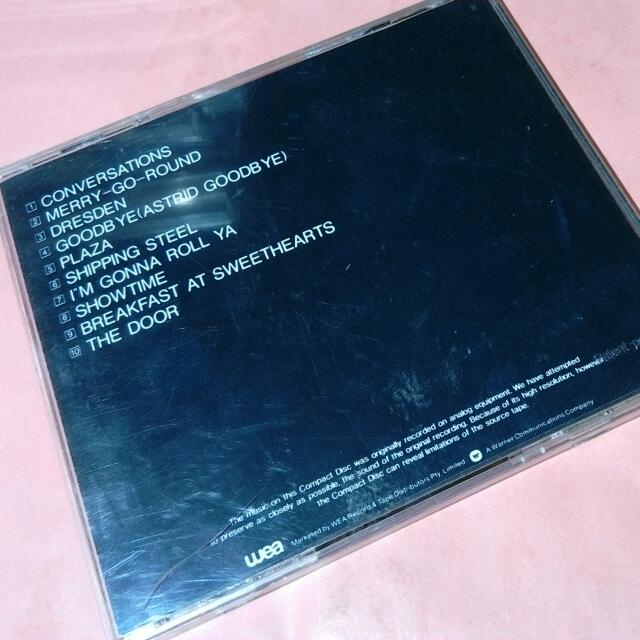 1 CONVERSATIONS
2 MERRY-GO-ROUND
3 DRESDEN
4 GOODBYE(ASTRID GOODBYE)
5 PLAZA
6 SHIPPING STEEL
7 I'M GONNA ROLL YA
8 SHOWTIME
9 BREAKFAST AT SWEETHEARTS
10 THE DOOR
The music on this Compact Disc was originally recorded on analog equipment. We have attempted
to preserve as closely as possible, the sound of the original recording. Because of its high resolution, however,
the Compact Disc can reveal limitations of the source tape.
wea Marketed by WEA Records & Tape Distributors Pty. Limited A Warner Communications Company